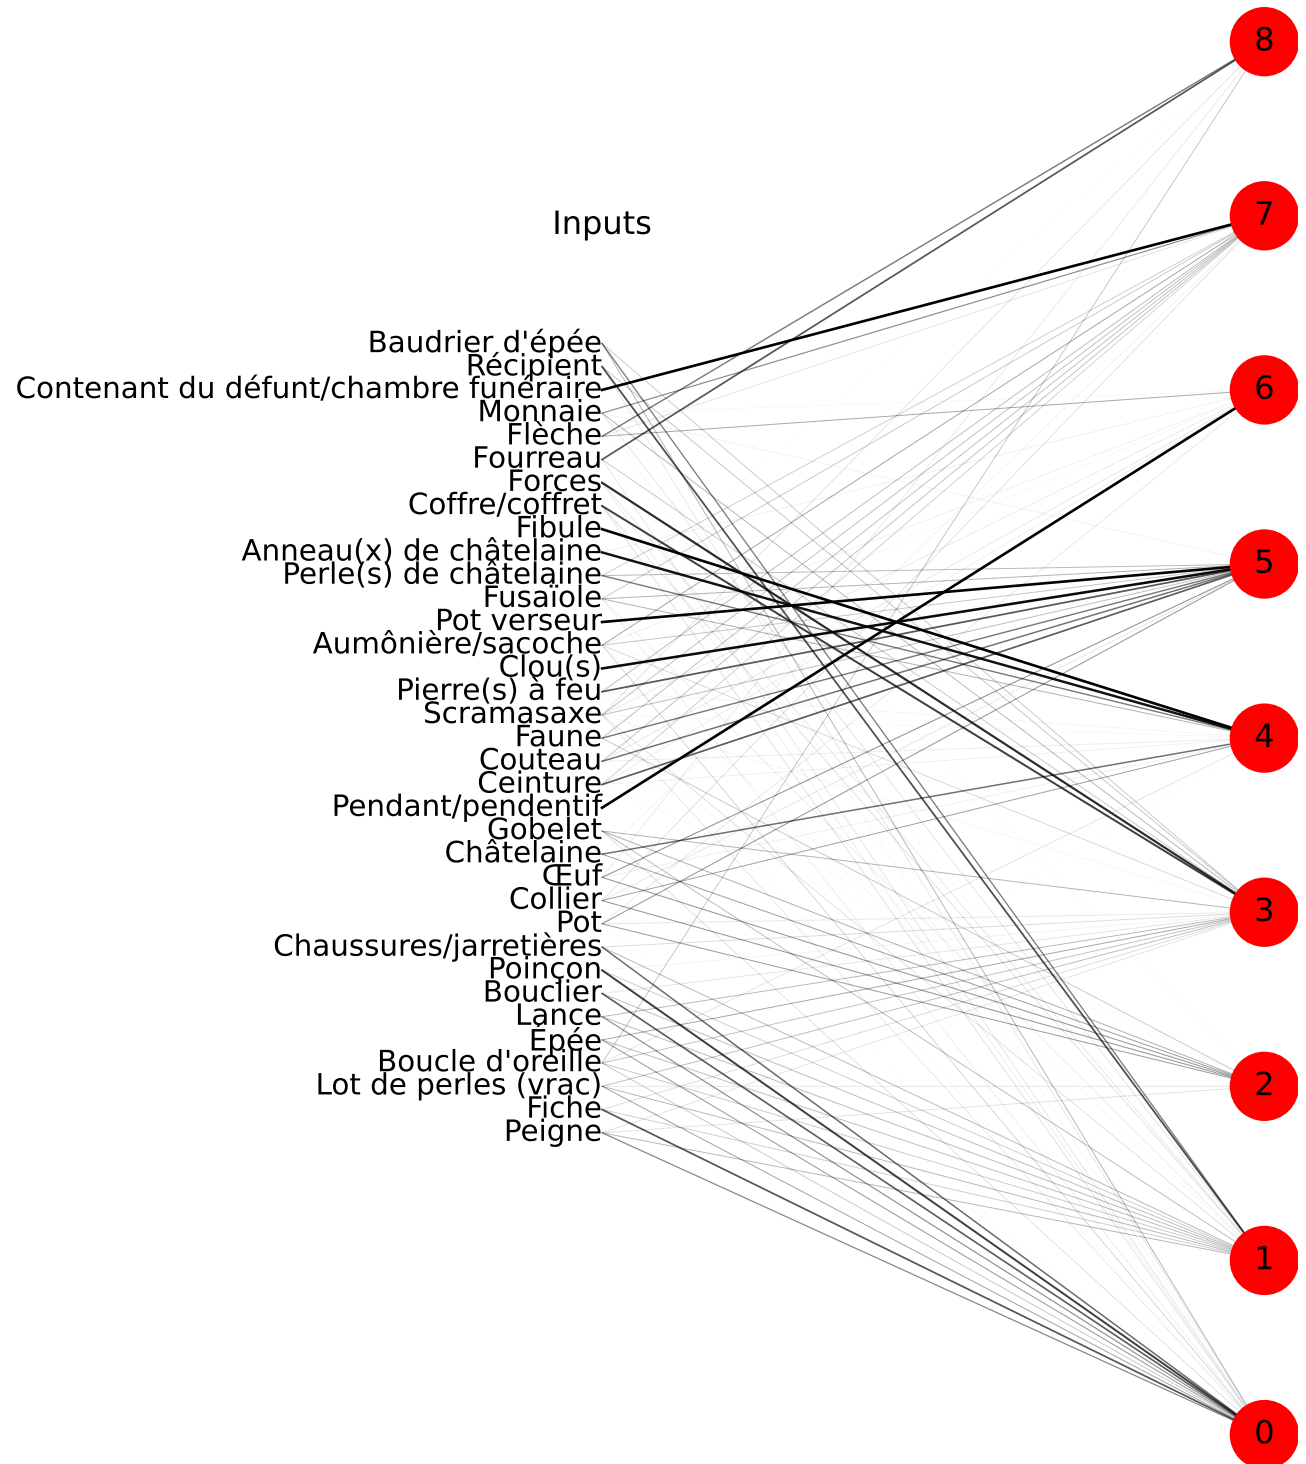 8
7
Inputs
Baudrier d'épée
Récipient
Contenant du défunt/chambre funéraire
6
Monnaie
Flèche
Fourreau
Forces
Coffre/coffret
Fibule
Anneau(x) de châtelaine
5
Perle(s) de châtelaine
Fusaïole
Pot verseur
Aumônière/sacoche
Clou(s)
Pierre(s) à feu
Scramasaxe
Faune
4
Couteau
Ceinture
Pendant/pendentif
Gobelet
Châtelaine
Œuf
Collier
3
Pot
Chaussures/jarretières
Poinçon
Bouclier
Lance
Épée
Boucle d'oreille
Lot de perles (vrac)
2
Fiche
Peigne
1
0